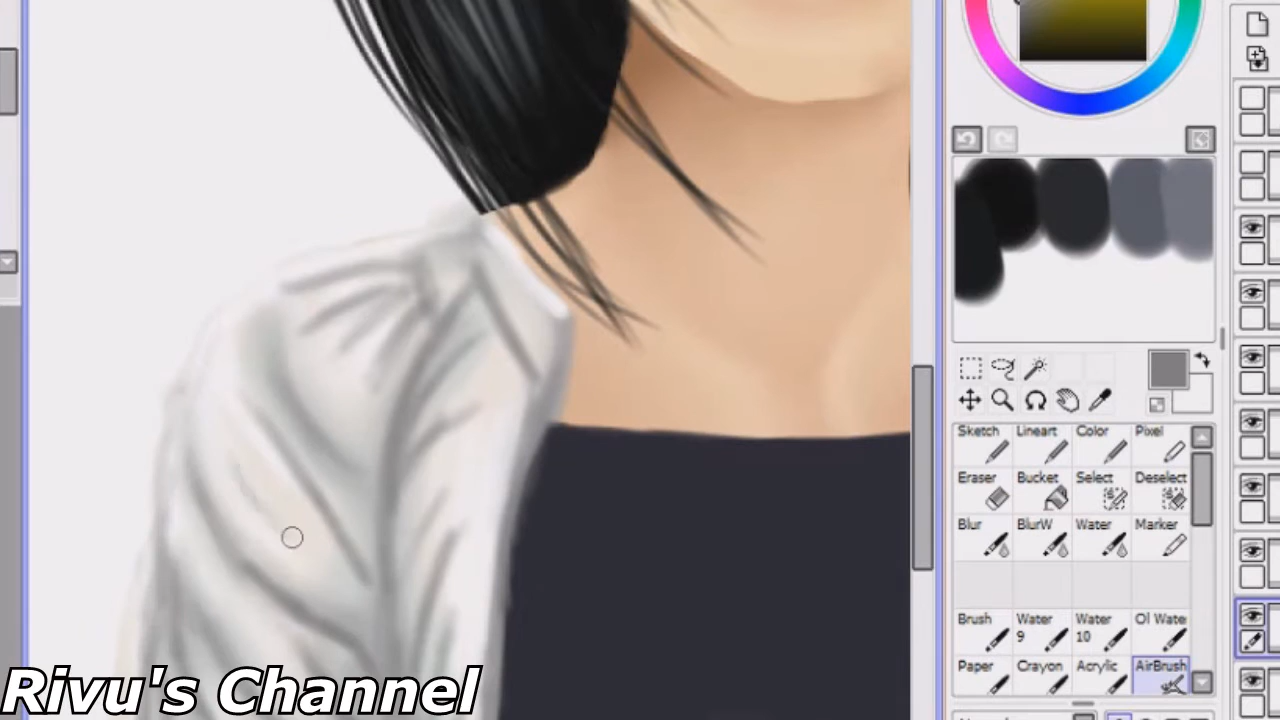 Sketch Lineart Color Pixel
Eraser Bucket Select Deselect
Blur BlurW Water Marker
Brush Water 9 Water 10 Ol Wate
Paper Crayon Acrylic AirBrush
Rivu's Channel